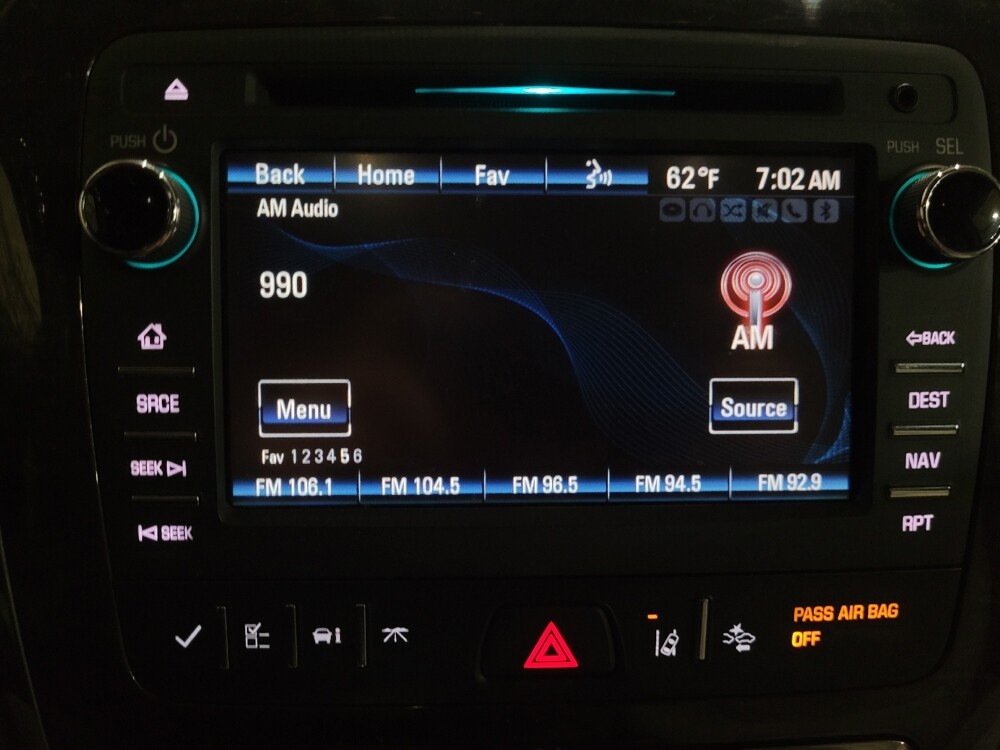 PUSH
PUSH SEL
Back Home Fav 62°F 7:02 AM
AM Audio
990
AM
BACK
SRCE
DEST
Menu
Source
SEEK
NAV
Fav 1 2 3 4 5 6
FM 106.1 FM 104.5 FM 96.5 FM 94.5 FM 92.9
SEEK
RPT
PASS AIR BAG
OFF